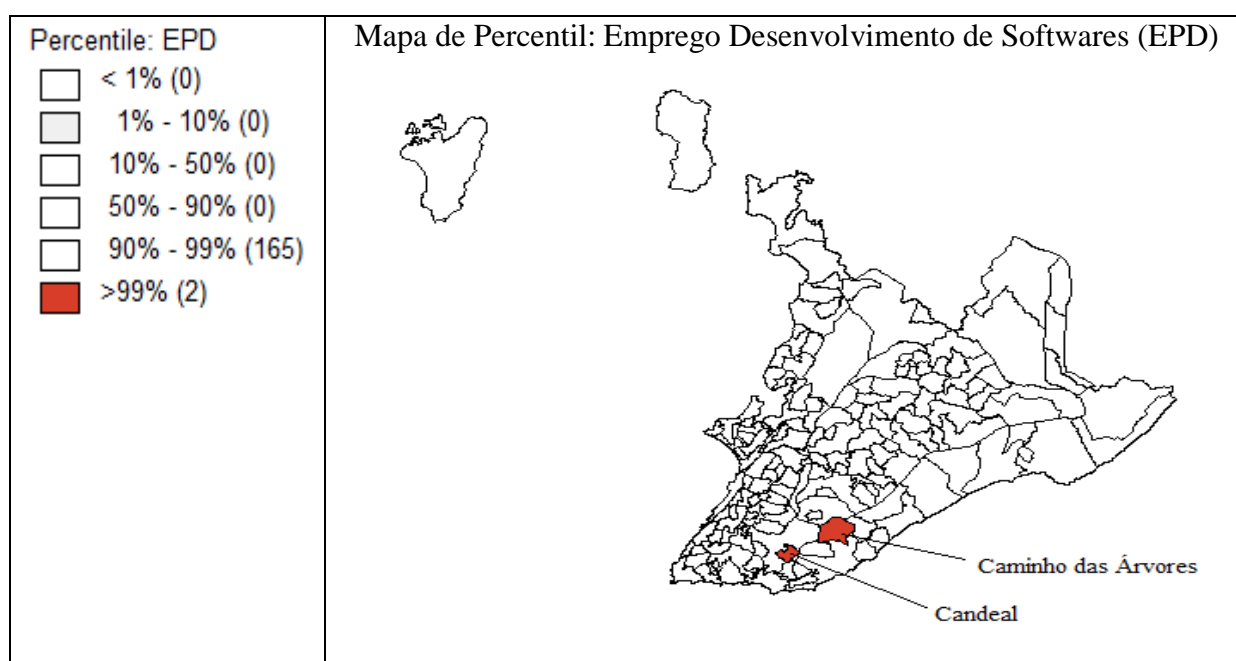 Percentile: EPD
< 1% (0)
1% - 10% (0)
10% - 50% (0)
50% - 90% (0)
90% - 99% (165)
>99% (2)
Mapa de Percentil: Emprego Desenvolvimento de Softwares (EPD)
Caminho das Árvores
Candeal